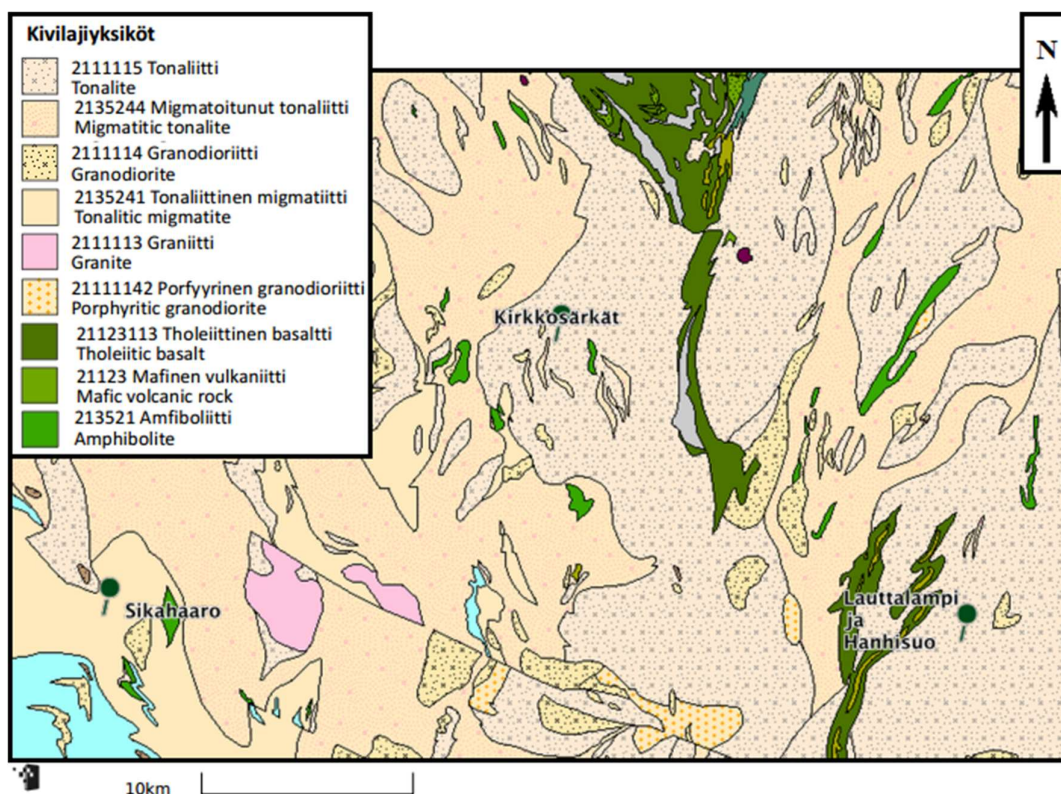 Kivilajiyksiköt
2111115 Tonaliitti
Tonalite
2135244 Migmatoitunut tonaliitti
Migmatitic tonalite
2111114 Granodioriitti
Granodiorite
2135241 Tonaliittinen migmatiitti
Tonalitic migmatite
2111113 Graniitti
Granite
21111142 Porfyyrinen granodioriitti
Porphyritic granodiorite
21123113 Tholeiittinen basaltti
Tholeiitic basalt
21123 Mafinen vulkaniitti
Mafic volcanic rock
213521 Amfiboliitti
Amphibolite
N
Kirkkosärkät
Sikahaaro
Lauttalampi
ja
Hanhisuo
10km